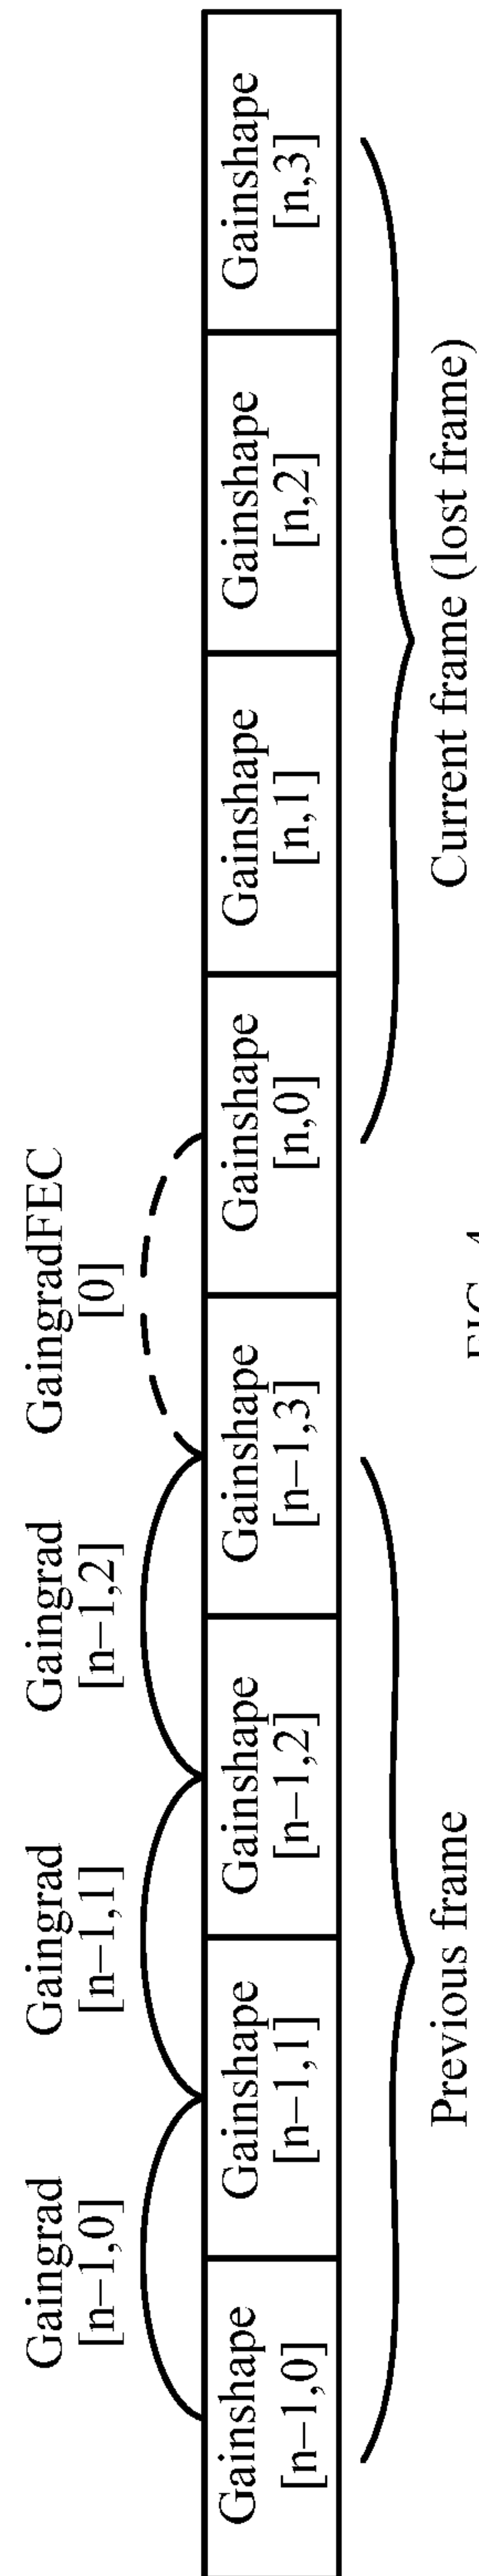 Gaingrad
[n−1,0]
Gaingrad
[n−1,1]
Gaingrad
[n−1,2]
GaingradFEC
[0]
Gainshape
[n−1,0]
Gainshape
[n−1,1]
Gainshape
[n−1,2]
Gainshape
[n−1,3]
Gainshape
[n,0]
Gainshape
[n,1]
Gainshape
[n,2]
Gainshape
[n,3]
Previous frame
Current frame (lost frame)